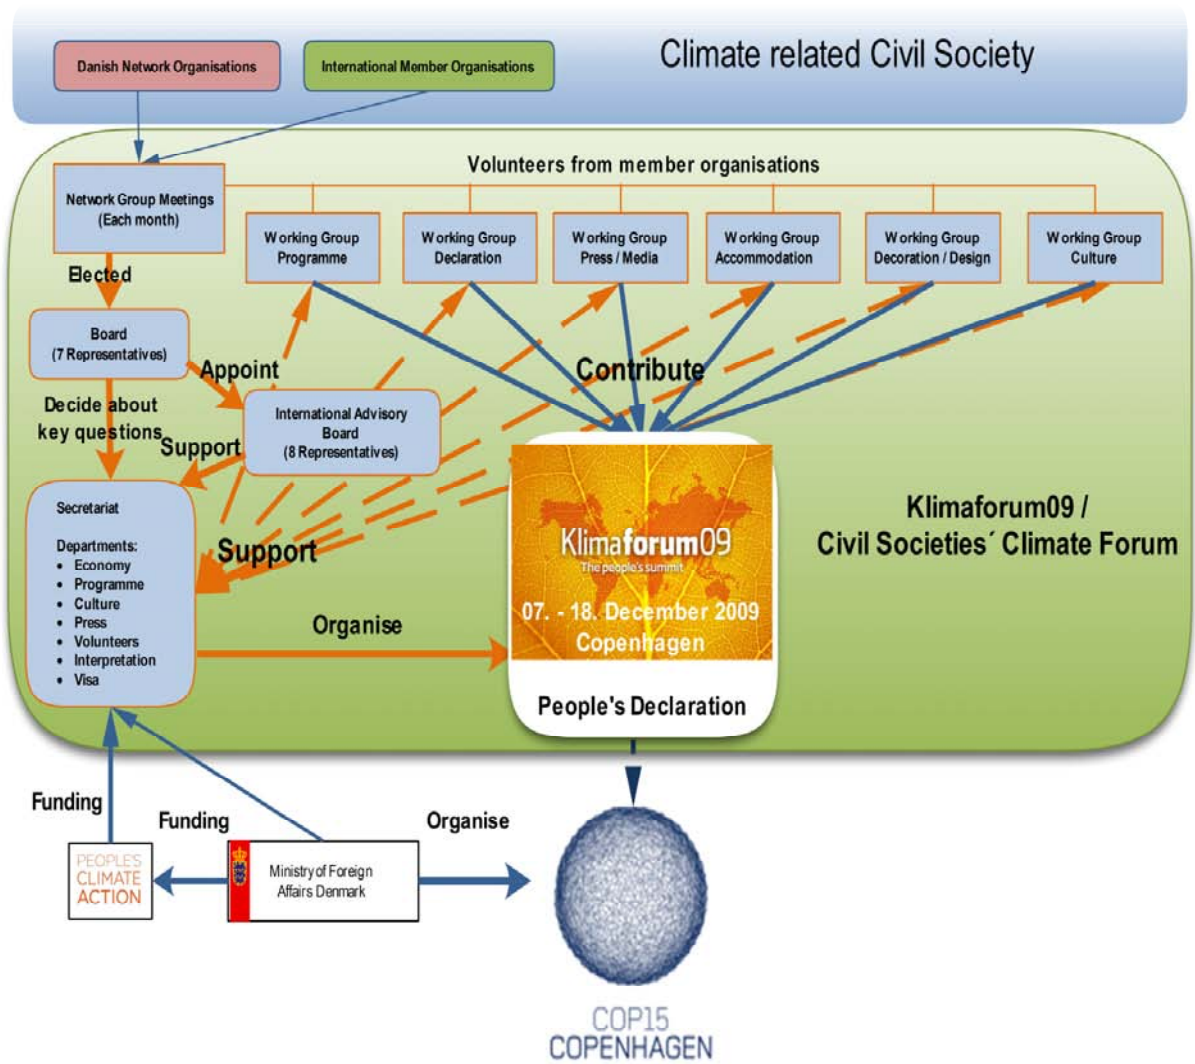 Climate related Civil Society
Danish Network Organisations
International Member Organisations
Volunteers from member organisations
Network Group Meetings
(Each month)
Working Group
Programme
Working Group
Declaration
Working Group
Press / Media
Working Group
Accommodation
Working Group
Decoration / Design
Working Group
Culture
Elected
Board
(7 Representatives)
Appoint
Contribute
Decide about
key questions
International Advisory
Board
(8 Representatives)
Support
Secretariat
Departments:
• Economy
• Programme
• Culture
• Press
• Volunteers
• Interpretation
• Visa
Support
Organise
Klimaforum09
The people's summit
07. - 18. December 2009
Copenhagen
People's Declaration
Klimaforum09 /
Civil Societies´ Climate Forum
Funding
Funding
Organise
PEOPLE'S
CLIMATE
ACTION
Ministry of Foreign
Affairs Denmark
COP15
COPENHAGEN